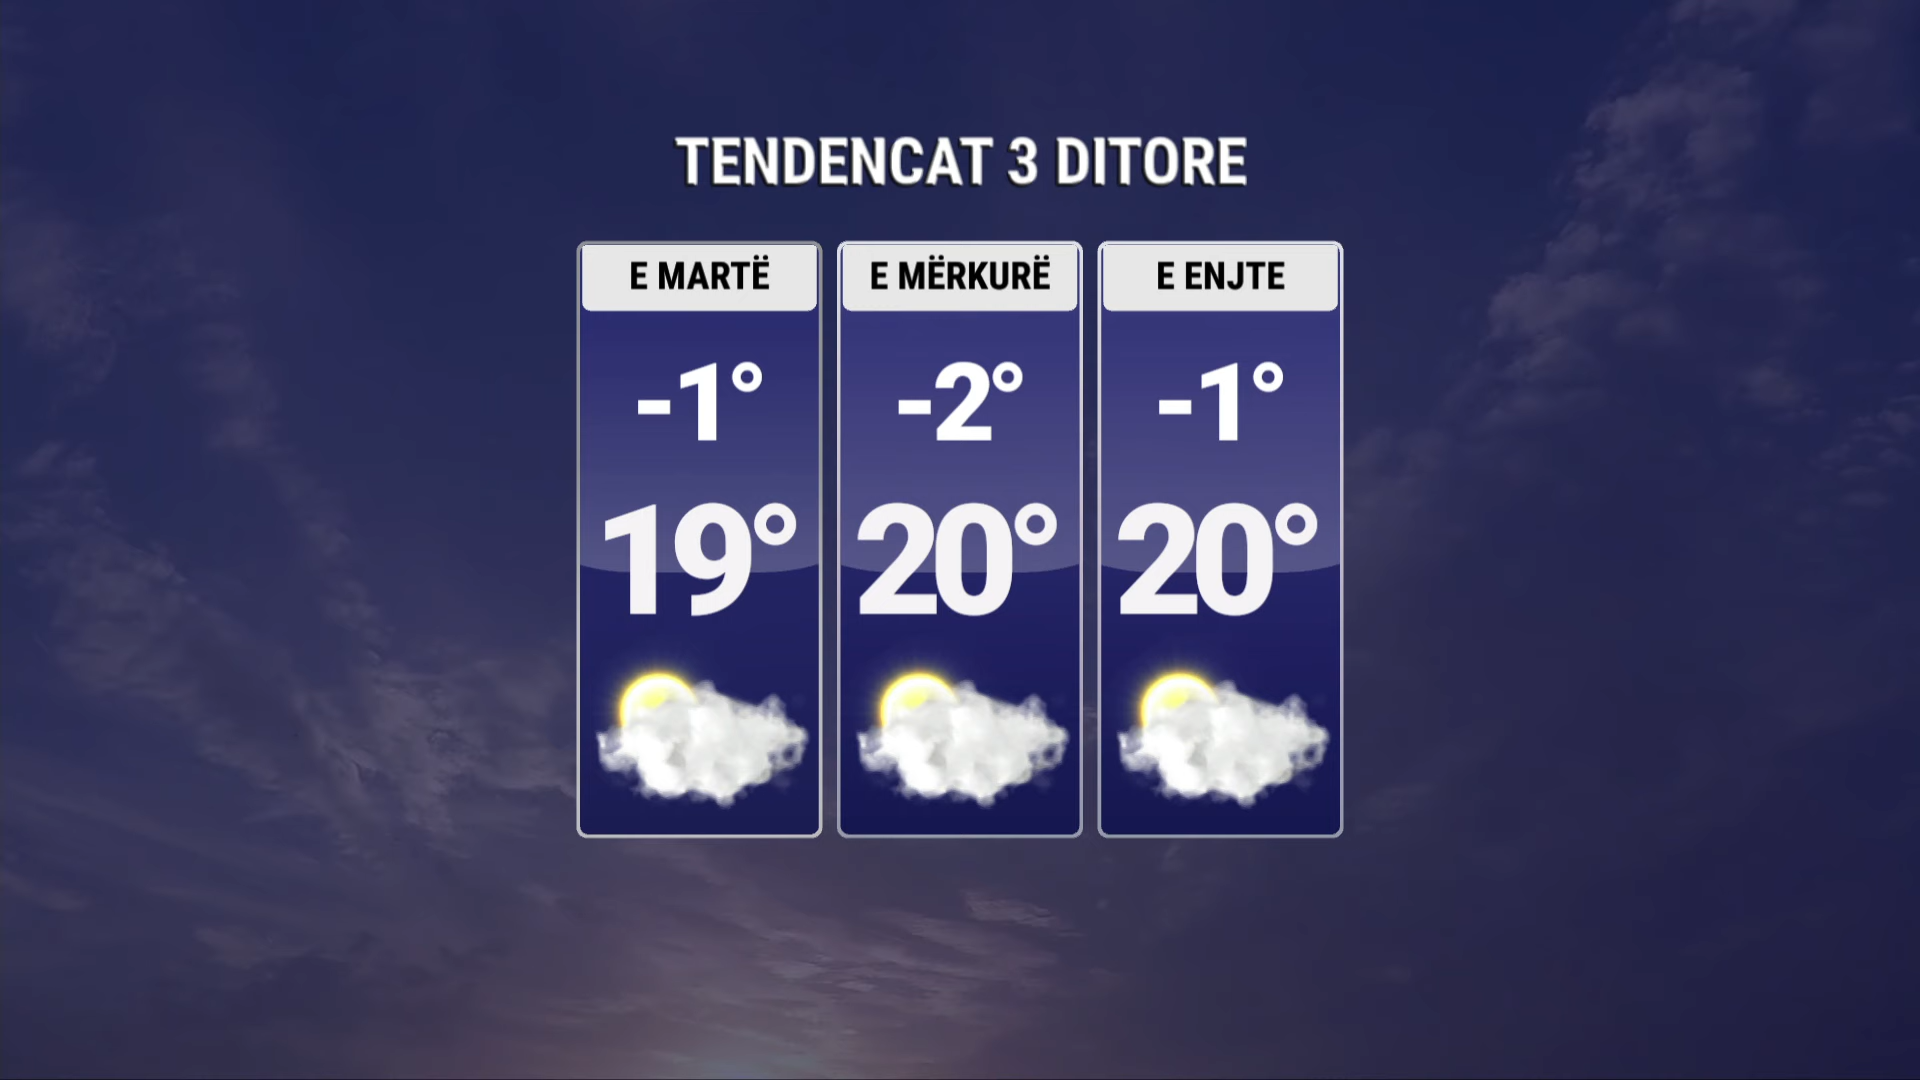 TENDENCAT 3 DITORE
E MARTË
E MËRKURË
E ENJTE
-1°
-2°
-1°
19°
20°
20°